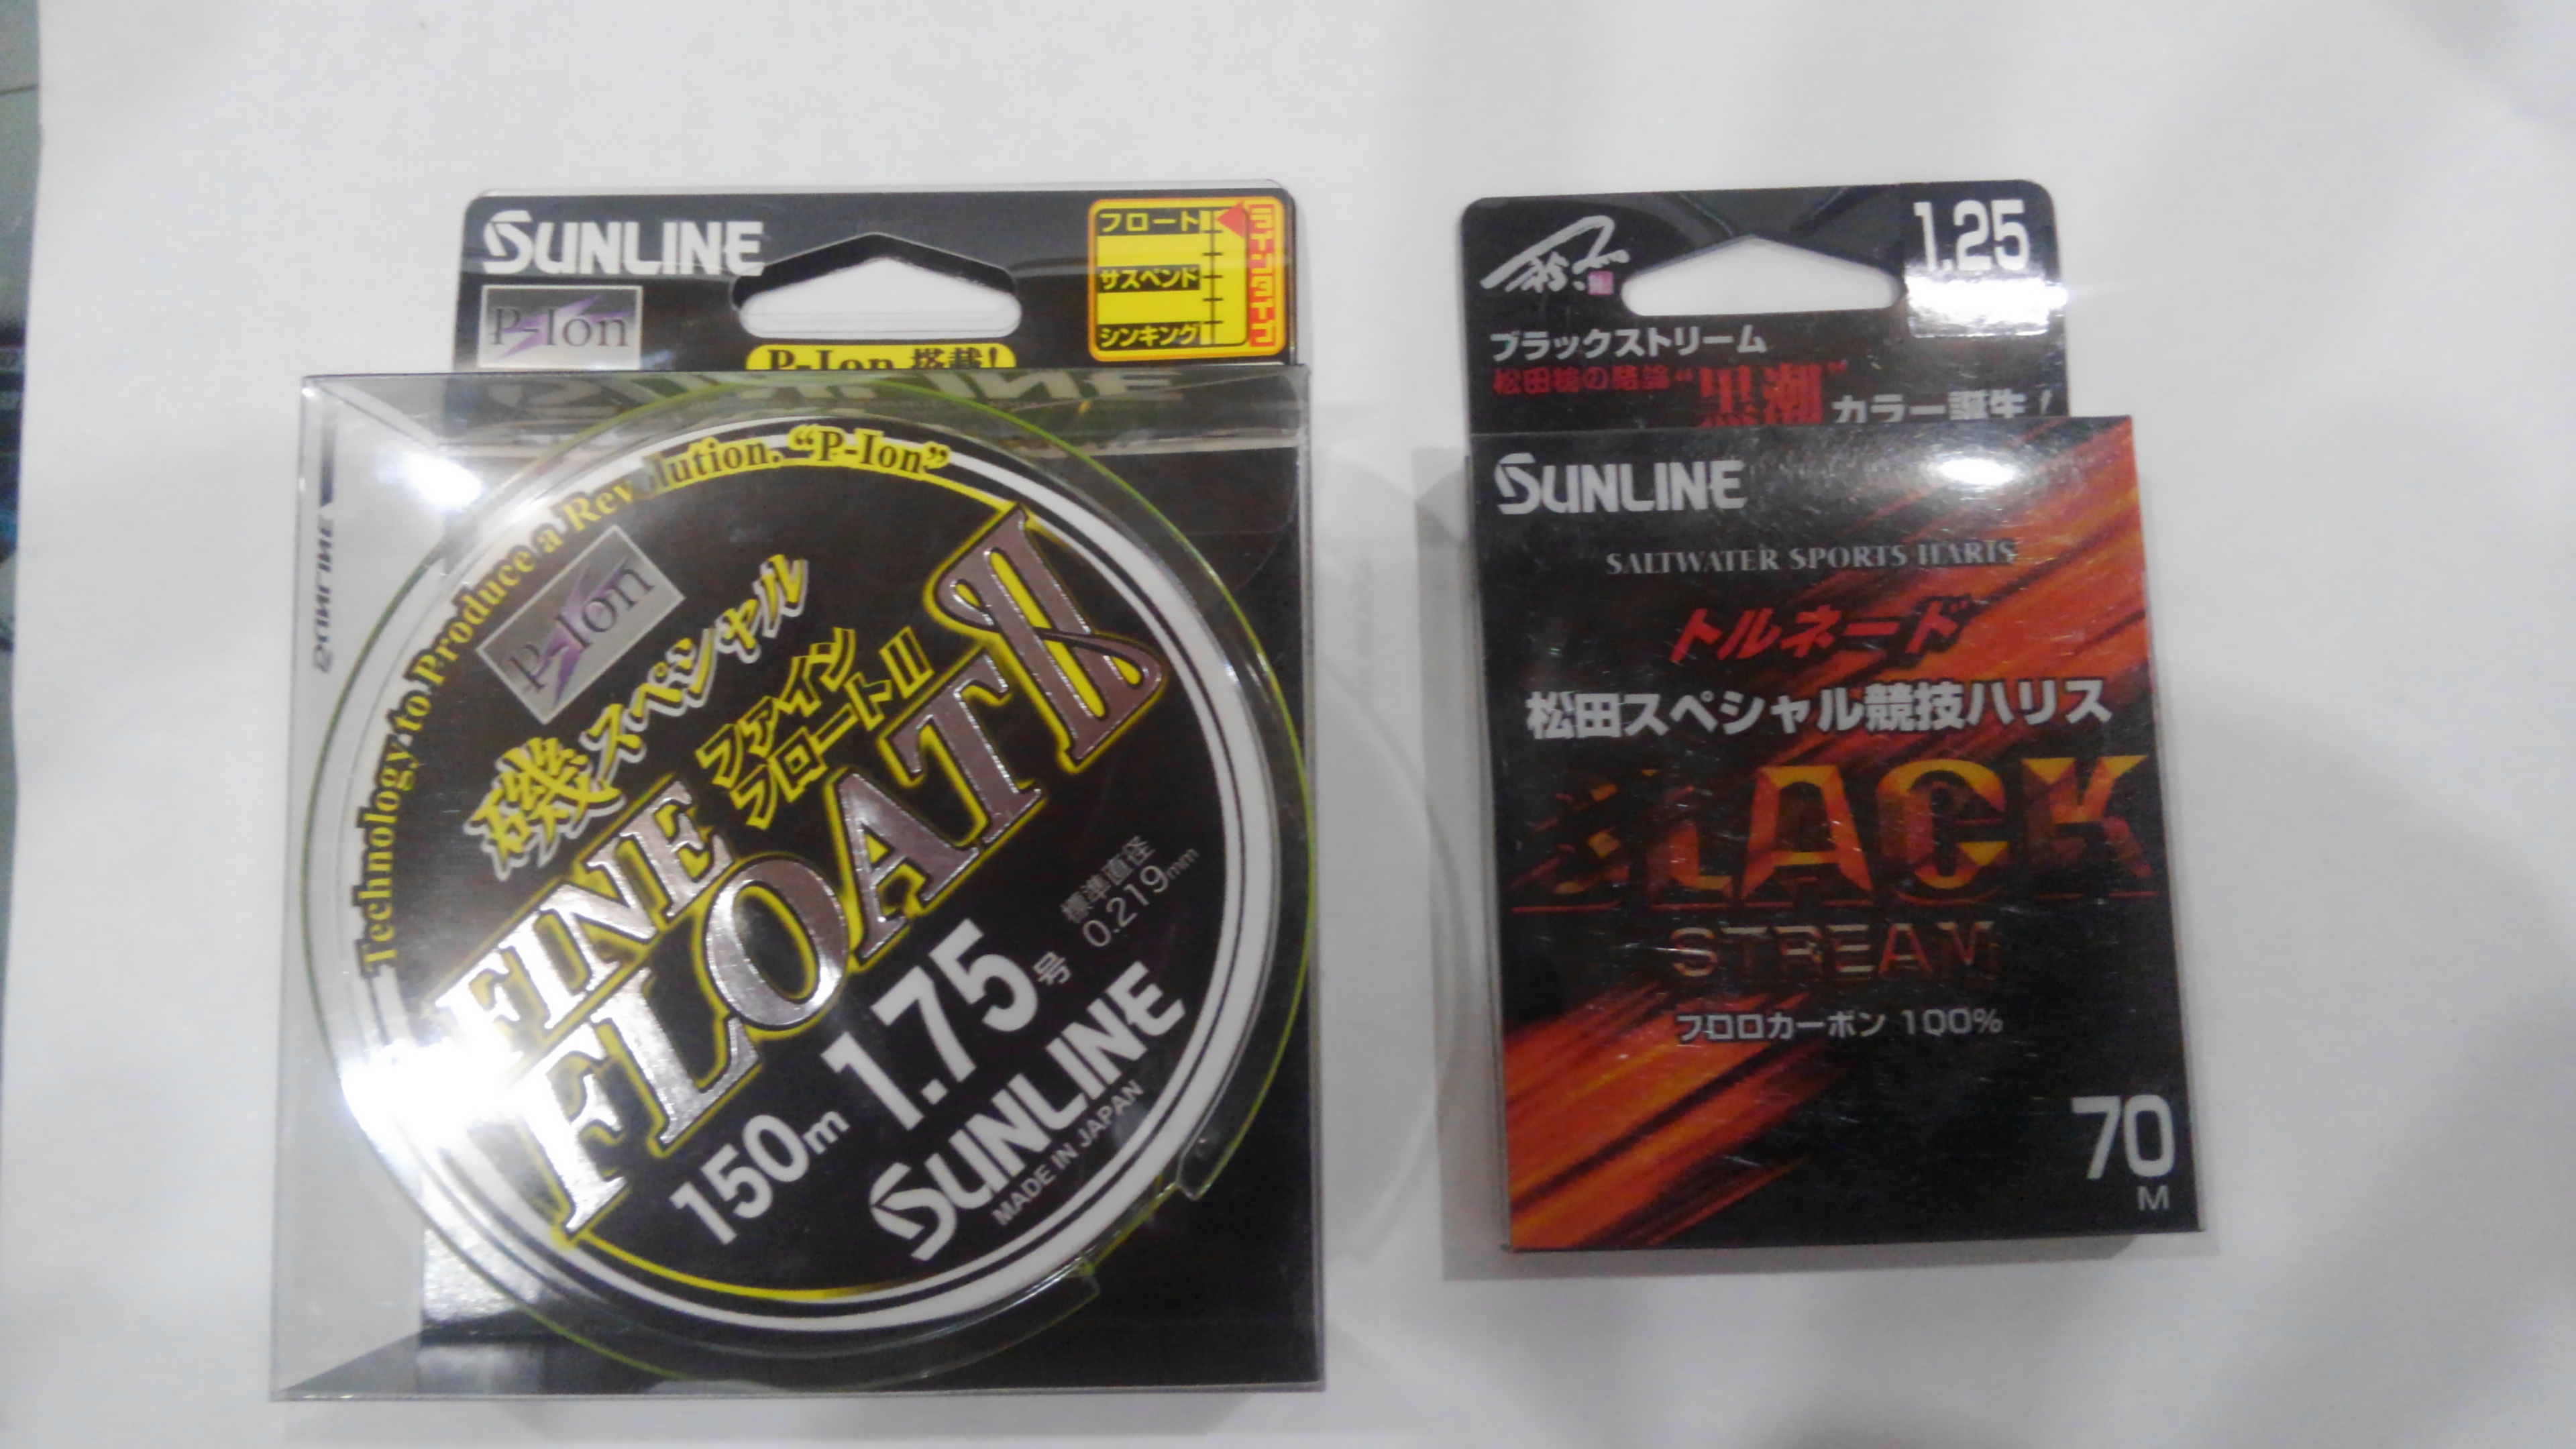 SUNLINE
P-Ion
フロート
サスペンド
シンキング
ラインタイプ
P-Ion 搭載!
Technology to Produce a Revolution. “P-Ion”
P-Ion
磯スペシャル
ファイン
フロートII
FINE
FLOAT II
標準直径
0.219mm
150m 1.75号
SUNLINE
MADE IN JAPAN
1.25
ブラックストリーム
松田稔の結論“黒潮”カラー誕生!
SUNLINE
SALTWATER SPORTS HARIS
トルネード
松田スペシャル競技ハリス
BLACK
STREAM
フロロカーボン 100%
70
M